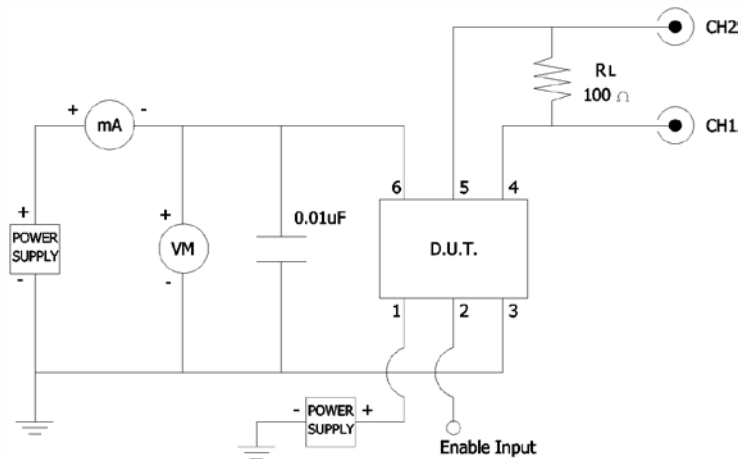 CH2
RL
100 Ω
CH1
+ mA -
6 5 4
+
POWER
SUPPLY
-
+
VM
-
0.01uF
D.U.T.
1 2 3
- POWER
SUPPLY +
Enable Input